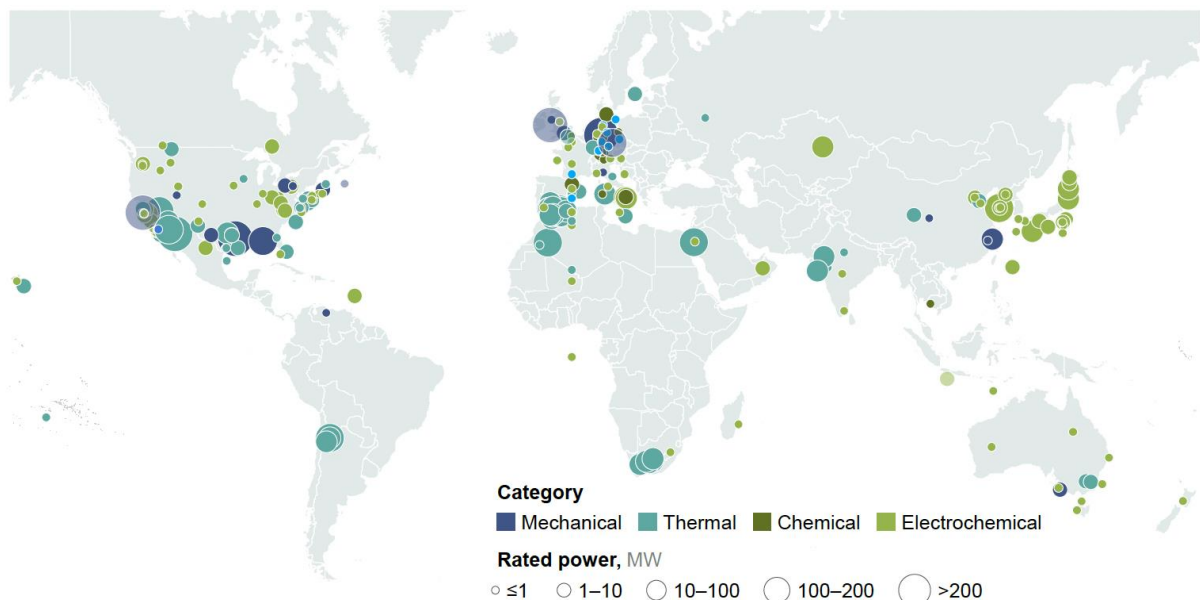 Category
Mechanical Thermal Chemical Electrochemical
Rated power, MW
≤1 1–10 10–100 100–200 >200